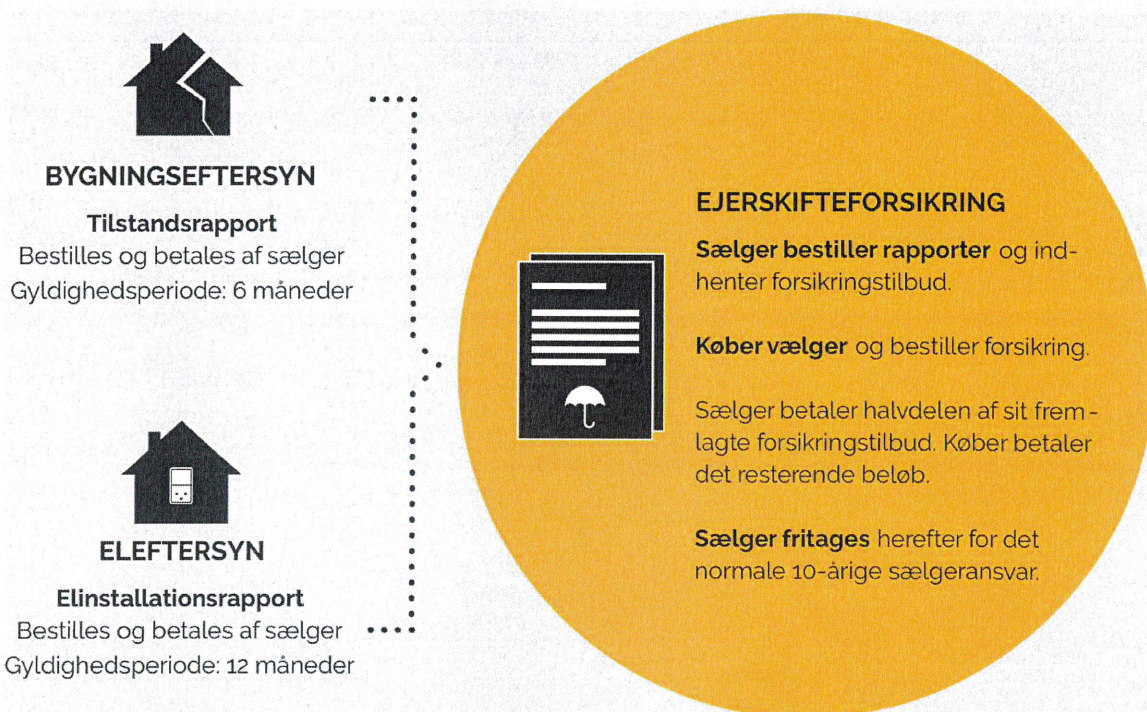 BYGNINGSEFTERSYN
Tilstandsrapport
Bestilles og betales af sælger
Gyldighedsperiode: 6 måneder
ELEFTERSYN
Elinstallationsrapport
Bestilles og betales af sælger
Gyldighedsperiode: 12 måneder
EJERSKIFTEFORSIKRING
Sælger bestiller rapporter og ind-
henter forsikringstilbud.
Køber vælger og bestiller forsikring.
Sælger betaler halvdelen af sit frem-
lagte forsikringstilbud. Køber betaler
det resterende beløb.
Sælger fritages herefter for det
normale 10-årige sælgeransvar.